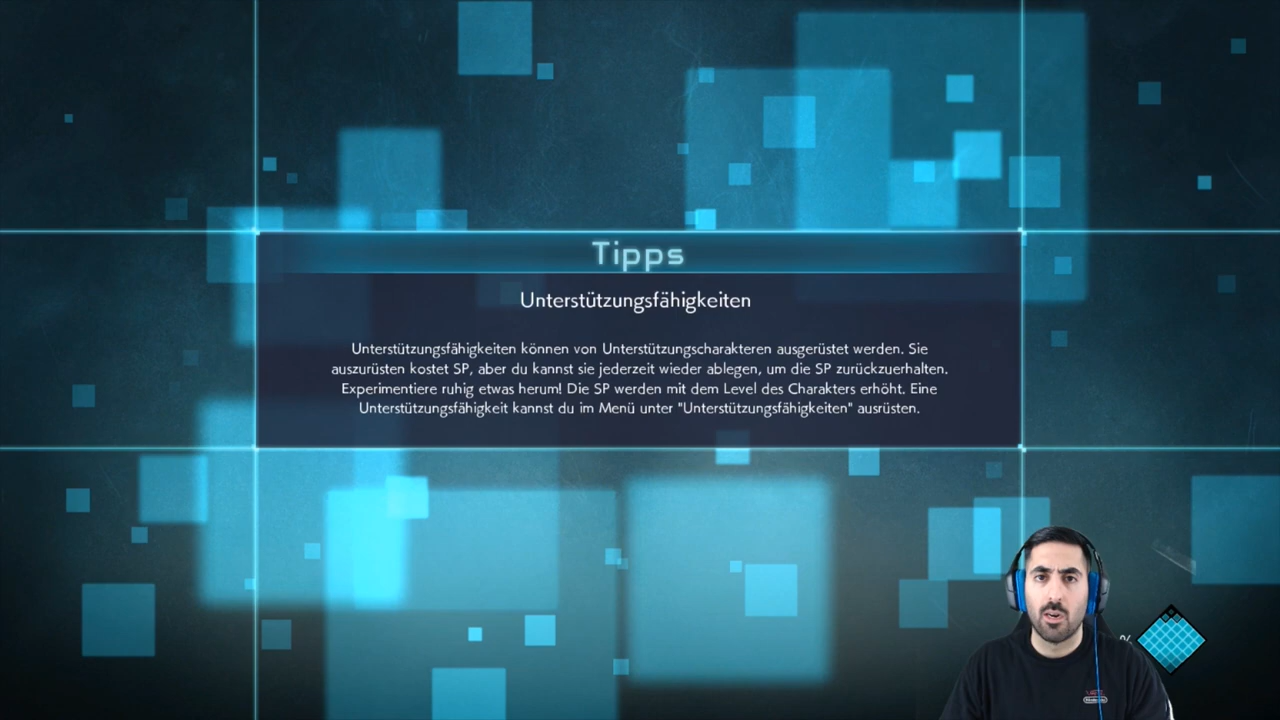 Tipps
Unterstützungsfähigkeiten
Unterstützungsfähigkeiten können von Unterstützungscharakteren ausgerüstet werden. Sie
auszurüsten kostet SP, aber du kannst sie jederzeit wieder ablegen, um die SP zurückzuerhalten.
Experimentiere ruhig etwas herum! Die SP werden mit dem Level des Charakters erhöht. Eine
Unterstützungsfähigkeit kannst du im Menü unter "Unterstützungsfähigkeiten" ausrüsten.
%
Nintendo